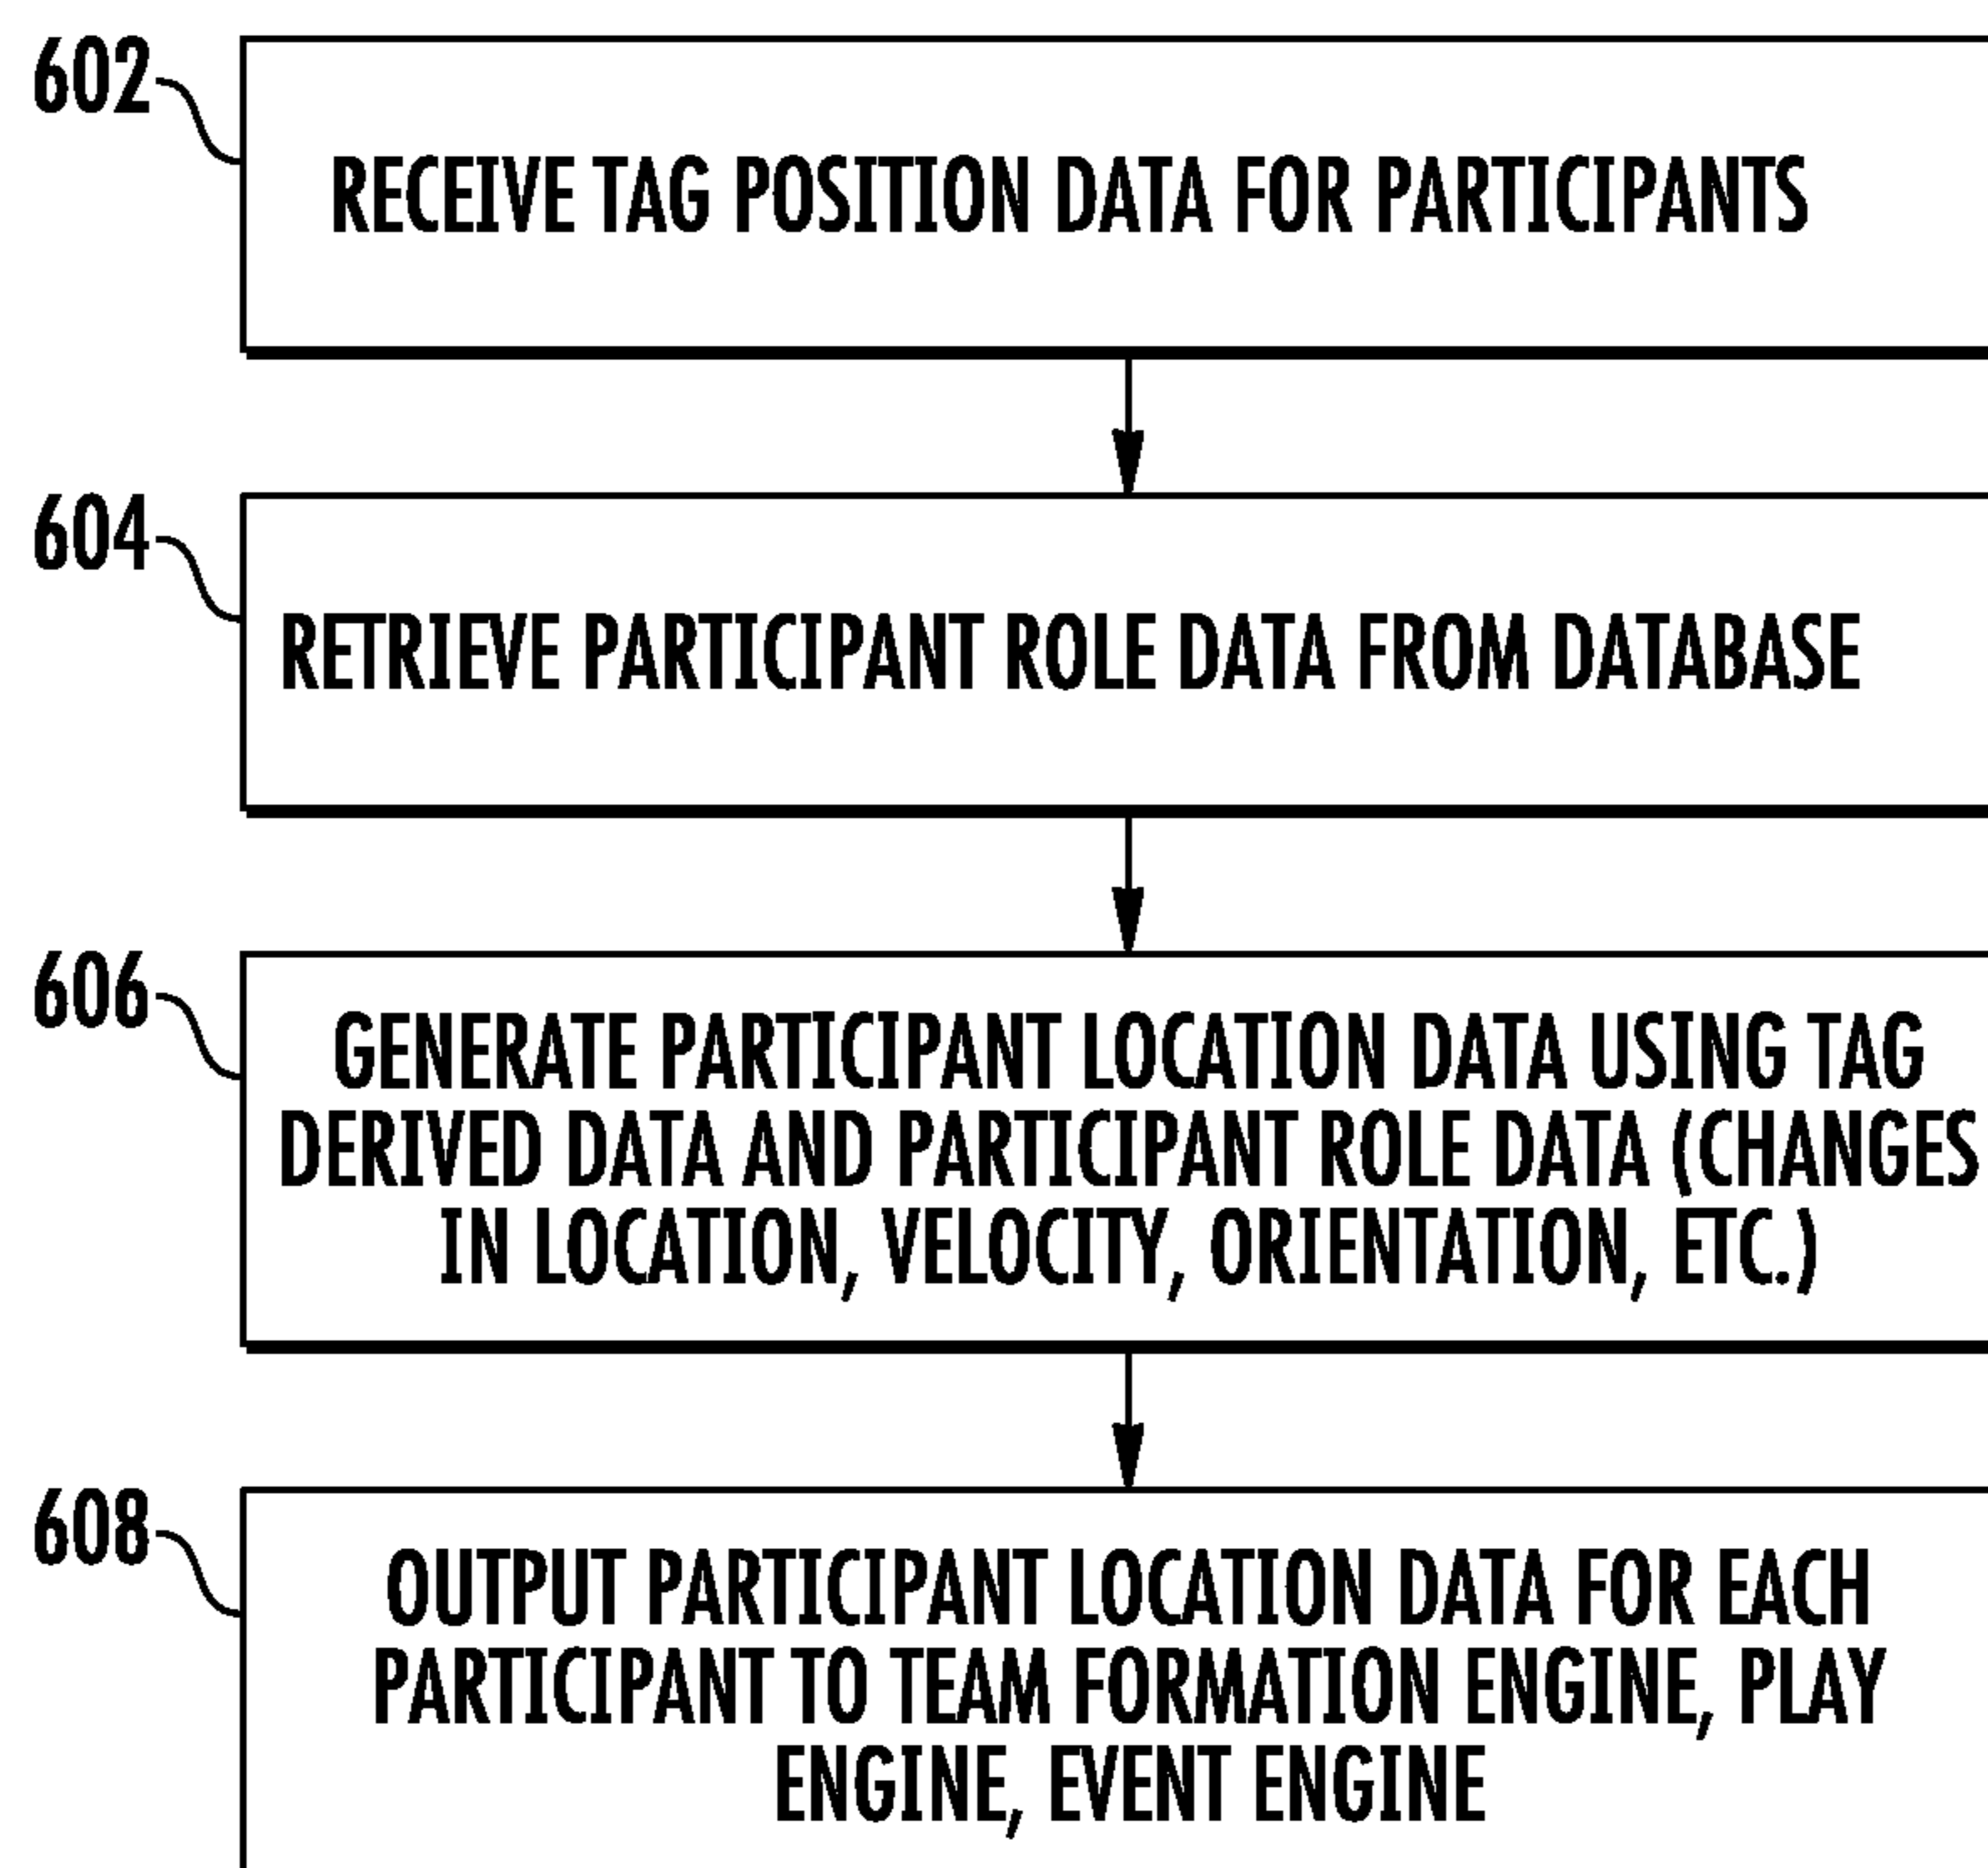 602
RECEIVE TAG POSITION DATA FOR PARTICIPANTS
604
RETRIEVE PARTICIPANT ROLE DATA FROM DATABASE
606
GENERATE PARTICIPANT LOCATION DATA USING TAG
DERIVED DATA AND PARTICIPANT ROLE DATA (CHANGES
IN LOCATION, VELOCITY, ORIENTATION, ETC.)
608
OUTPUT PARTICIPANT LOCATION DATA FOR EACH
PARTICIPANT TO TEAM FORMATION ENGINE, PLAY
ENGINE, EVENT ENGINE